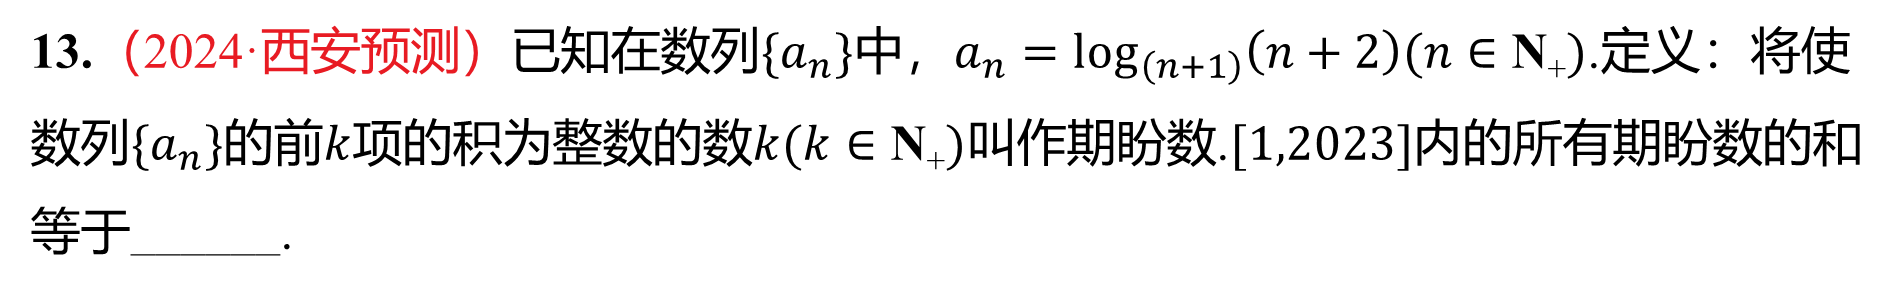 13.（2024·西安预测）已知在数列{aₙ}中，aₙ = log₍ₙ₊₁₎(n + 2)(n ∈ N₊).定义：将使
数列{aₙ}的前k项的积为整数的数k(k ∈ N₊)叫作期盼数.[1,2023]内的所有期盼数的和
等于______.